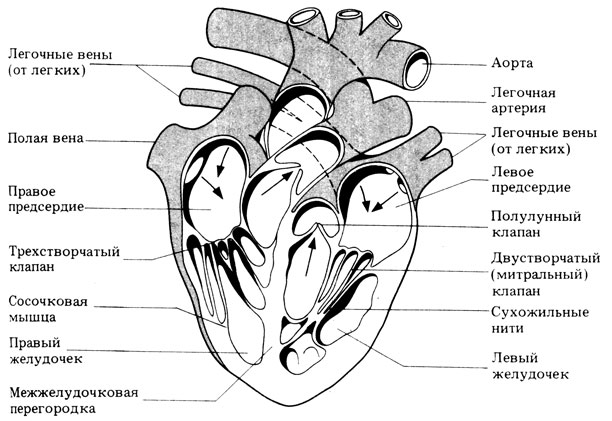 Легочные вены
(от легких)
Полая вена
Правое
предсердие
Трехстворчатый
клапан
Сосочковая
мышца
Правый
желудочек
Межжелудочковая
перегородка
Аорта
Легочная
артерия
Легочные вены
(от легких)
Левое
предсердие
Полулунный
клапан
Двустворчатый
(митральный)
клапан
Сухожильные
нити
Левый
желудочек